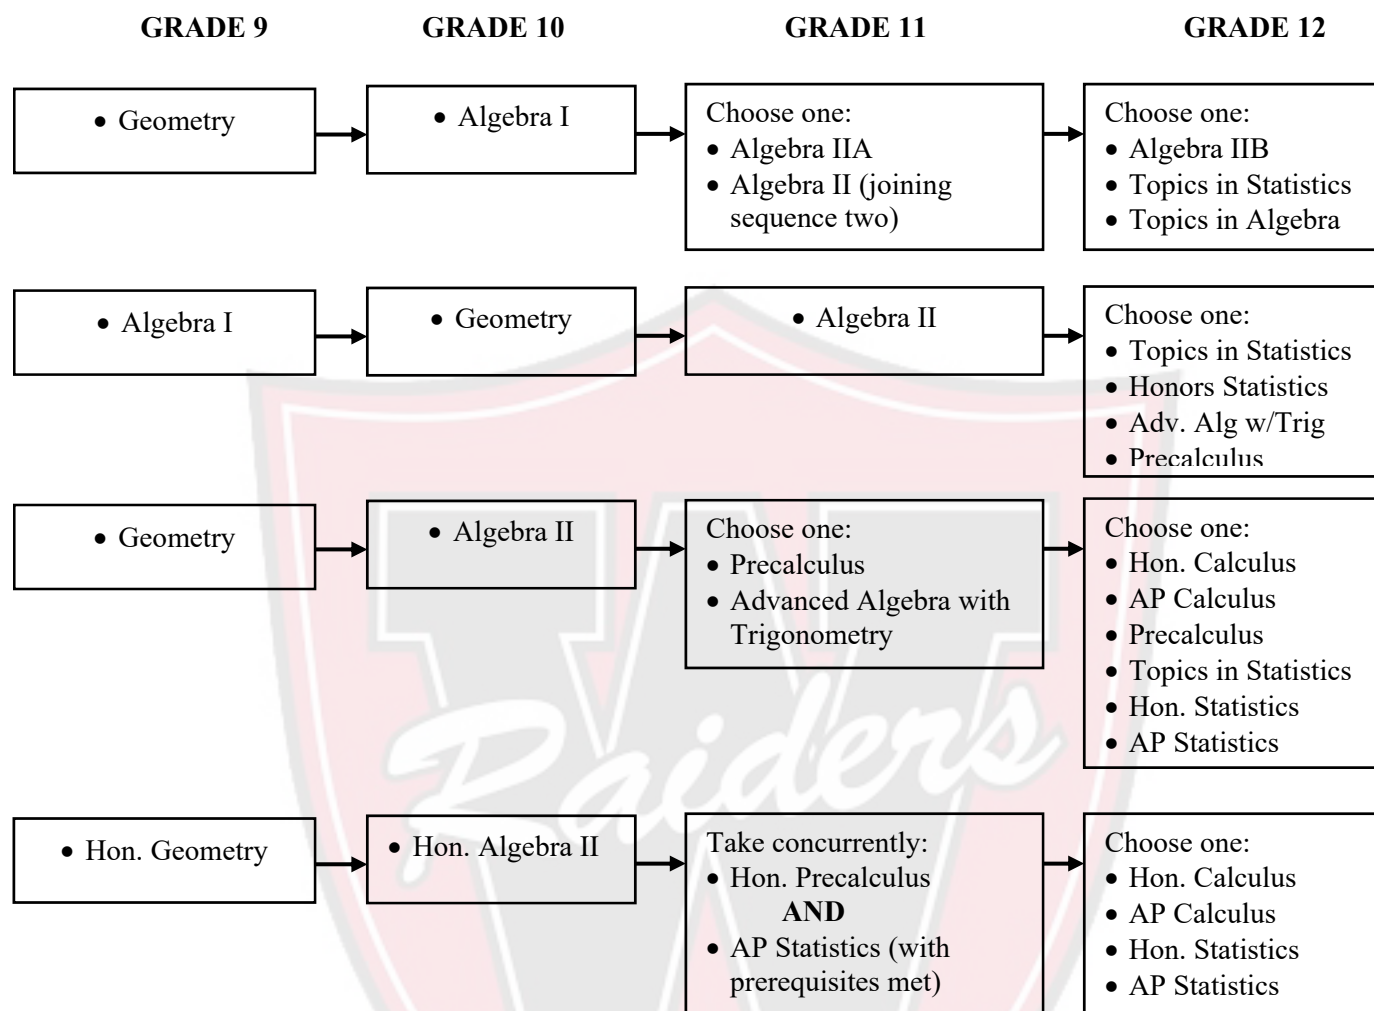 GRADE 9 GRADE 10 GRADE 11 GRADE 12
• Geometry
• Algebra I
Choose one:
• Algebra IIA
• Algebra II (joining
sequence two)
Choose one:
• Algebra IIB
• Topics in Statistics
• Topics in Algebra
• Algebra I
• Geometry
• Algebra II
Choose one:
• Topics in Statistics
• Honors Statistics
• Adv. Alg w/Trig
• Precalculus
• Geometry
• Algebra II
Choose one:
• Precalculus
• Advanced Algebra with
Trigonometry
Choose one:
• Hon. Calculus
• AP Calculus
• Precalculus
• Topics in Statistics
• Hon. Statistics
• AP Statistics
• Hon. Geometry
• Hon. Algebra II
Take concurrently:
• Hon. Precalculus
AND
• AP Statistics (with
prerequisites met)
Choose one:
• Hon. Calculus
• AP Calculus
• Hon. Statistics
• AP Statistics
W
Raiders